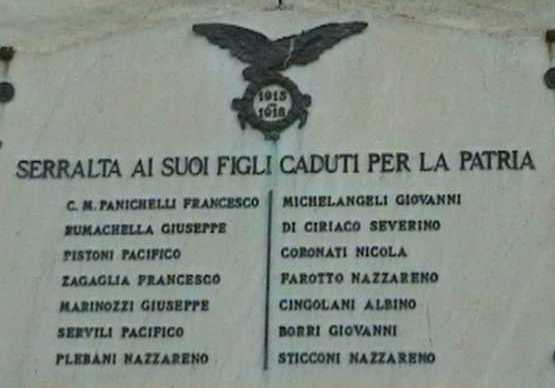 1915
1918
SERRALTA AI SUOI FIGLI CADUTI PER LA PATRIA
C. M. PANICHELLI FRANCESCO
RUMACHELLA GIUSEPPE
PISTONI PACIFICO
ZAGAGLIA FRANCESCO
MARINOZZI GIUSEPPE
SERVILI PACIFICO
PLEBANI NAZZARENO
MICHELANGELI GIOVANNI
DI CIRIACO SEVERINO
CORONATI NICOLA
FAROTTO NAZZARENO
CINGOLANI ALBINO
BORRI GIOVANNI
STICCONI NAZZARENO